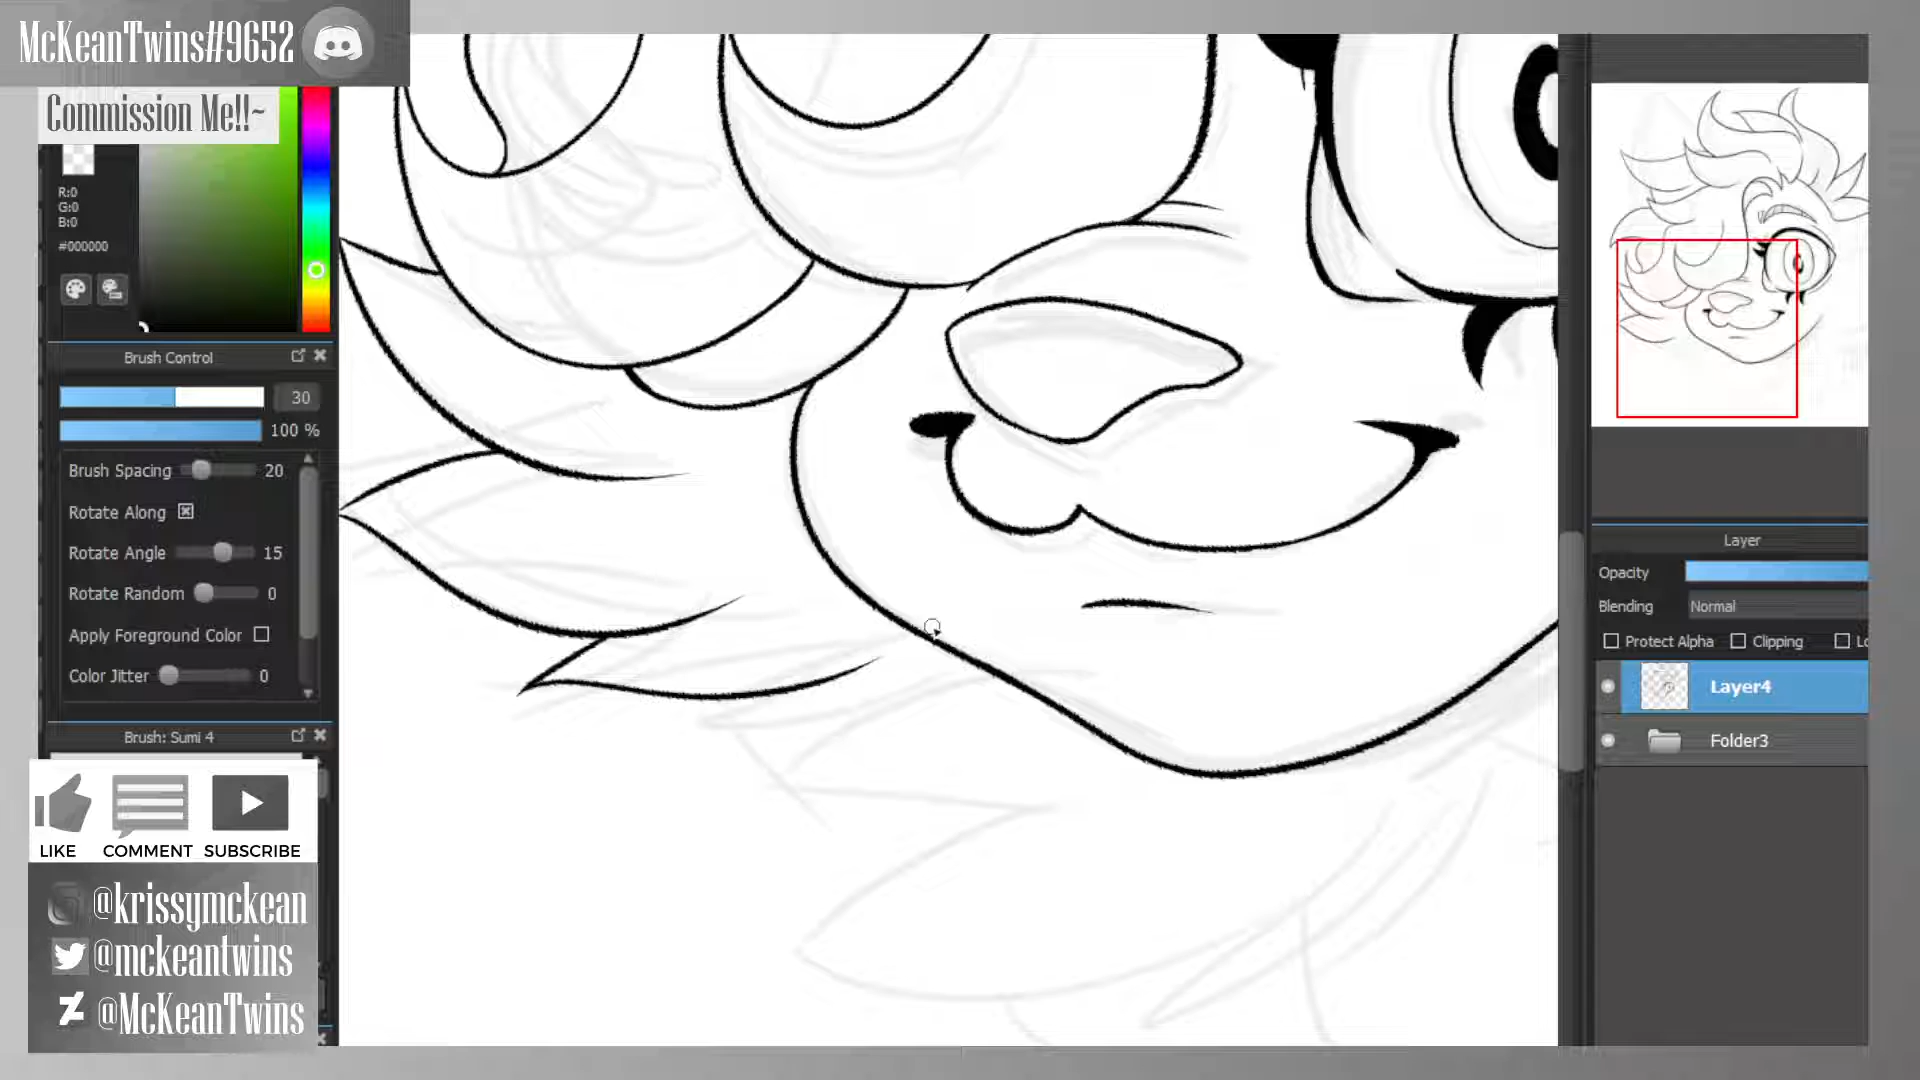 McKeanTwins#9652
Commission Me!!~
R:0
G:0
B:0
#000000
Brush Control
30
100 %
Brush Spacing 20
Rotate Along
Rotate Angle 15
Rotate Random 0
Apply Foreground Color
Color Jitter 0
Brush: Sumi 4
LIKE COMMENT SUBSCRIBE
@krissymckean
@mckeantwins
@McKeanTwins
Layer
Opacity
Blending Normal
Protect Alpha Clipping Lo
Layer4
Folder3